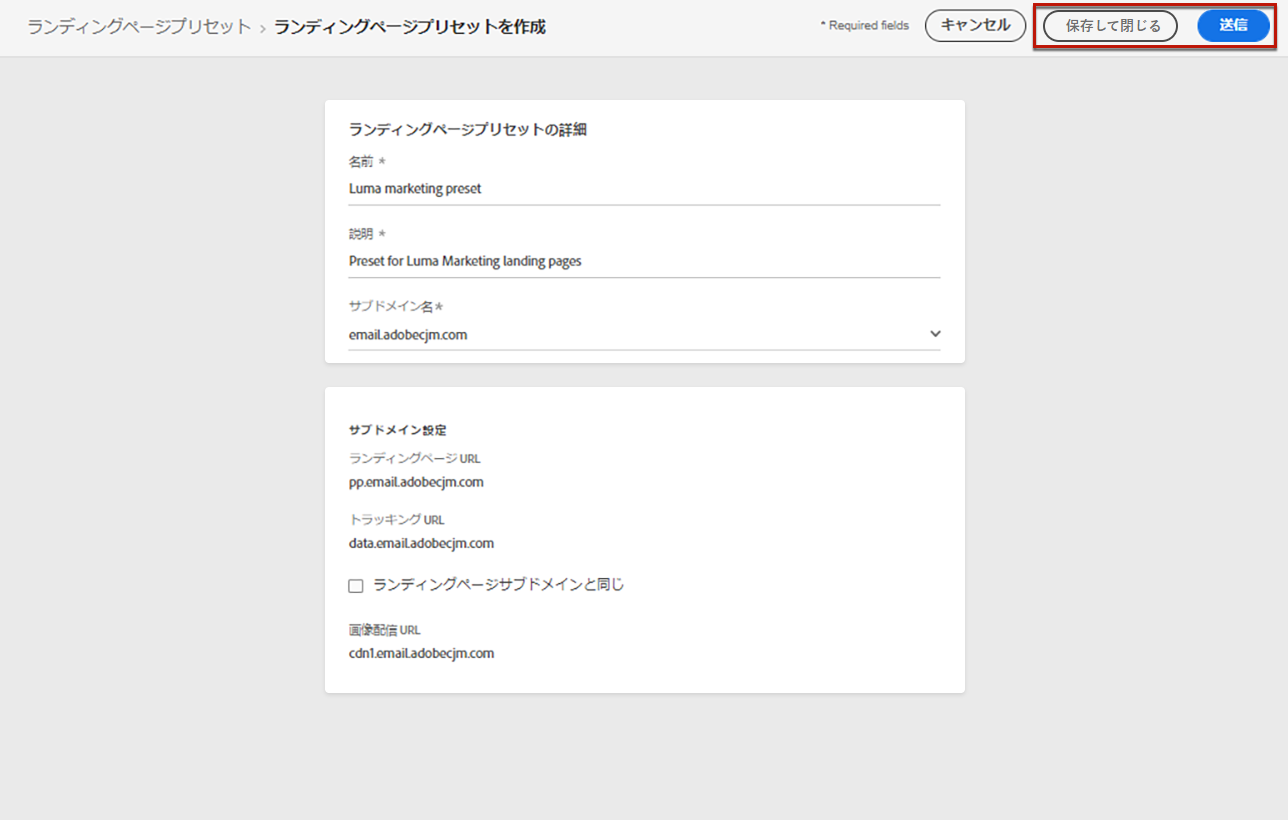 ランディングページプリセット > ランディングページプリセットを作成
* Required fields キャンセル 保存して閉じる 送信
ランディングページプリセットの詳細
名前 *
Luma marketing preset
説明 *
Preset for Luma Marketing landing pages
サブドメイン名*
email.adobecjm.com
サブドメイン設定
ランディングページ URL
pp.email.adobecjm.com
トラッキング URL
data.email.adobecjm.com
ランディングページサブドメインと同じ
画像配信 URL
cdn1.email.adobecjm.com